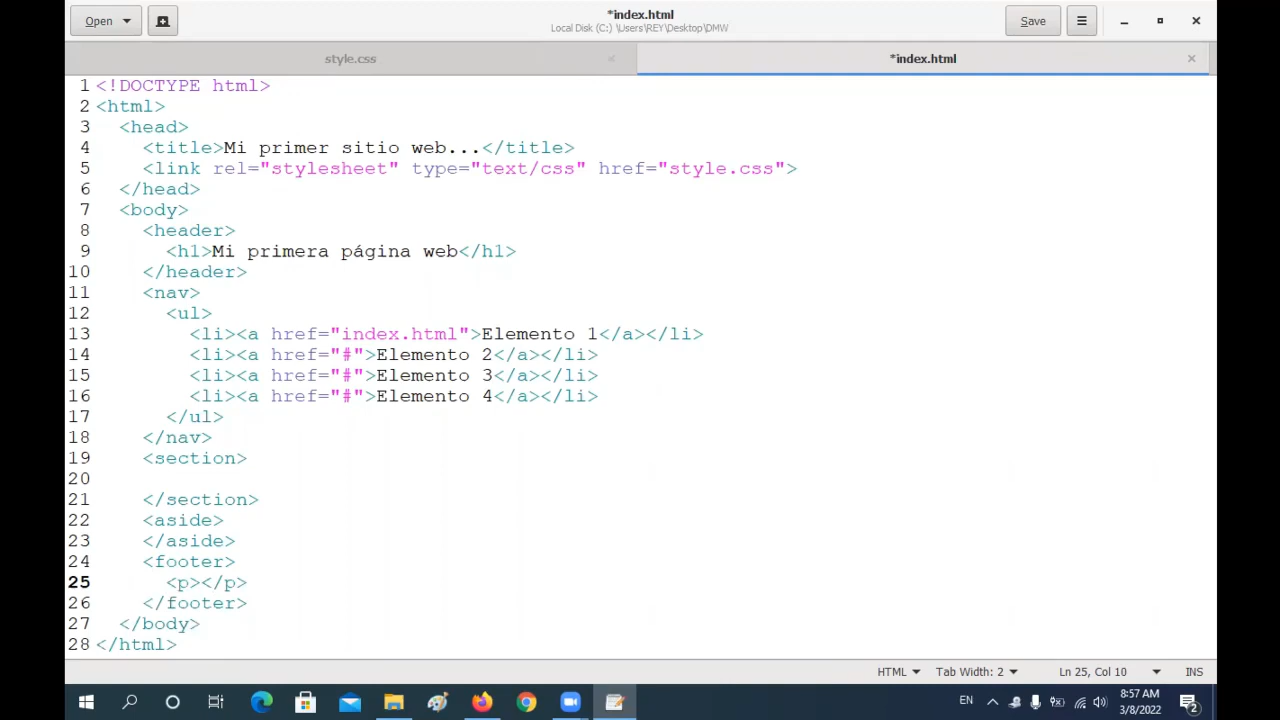 Open
*index.html
Local Disk (C:) \Users\REY\Desktop\DMW
Save
style.css
*index.html
1 <!DOCTYPE html>
2 <html>
3   <head>
4     <title>Mi primer sitio web...</title>
5     <link rel="stylesheet" type="text/css" href="style.css">
6   </head>
7   <body>
8     <header>
9       <h1>Mi primera página web</h1>
10     </header>
11     <nav>
12       <ul>
13         <li><a href="index.html">Elemento 1</a></li>
14         <li><a href="#">Elemento 2</a></li>
15         <li><a href="#">Elemento 3</a></li>
16         <li><a href="#">Elemento 4</a></li>
17       </ul>
18     </nav>
19     <section>
20
21     </section>
22     <aside>
23     </aside>
24     <footer>
25       <p></p>
26     </footer>
27   </body>
28 </html>
HTML Tab Width: 2 Ln 25, Col 10 INS
EN 8:57 AM
3/8/2022 2